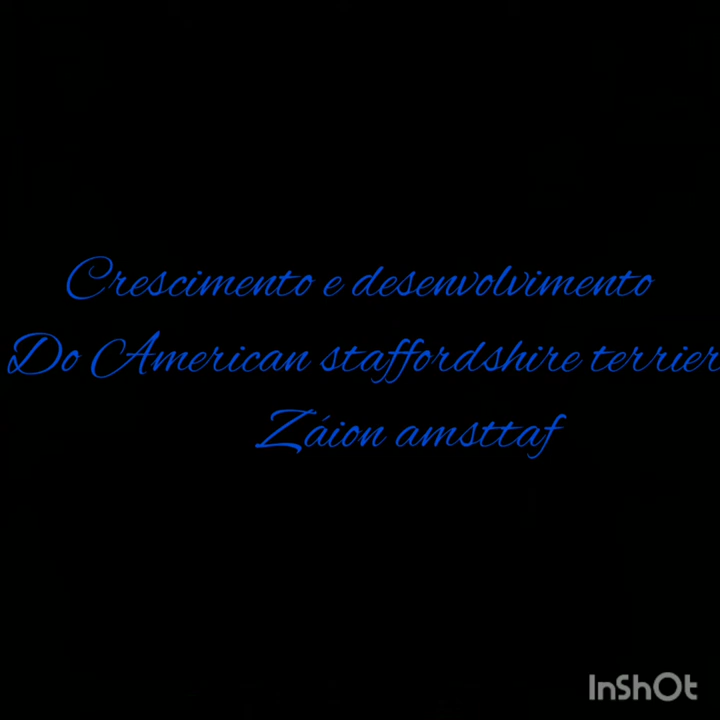 Crescimento e desenvolvimento
Do American staffordshire terrier
Záion amsttaf
InShOt